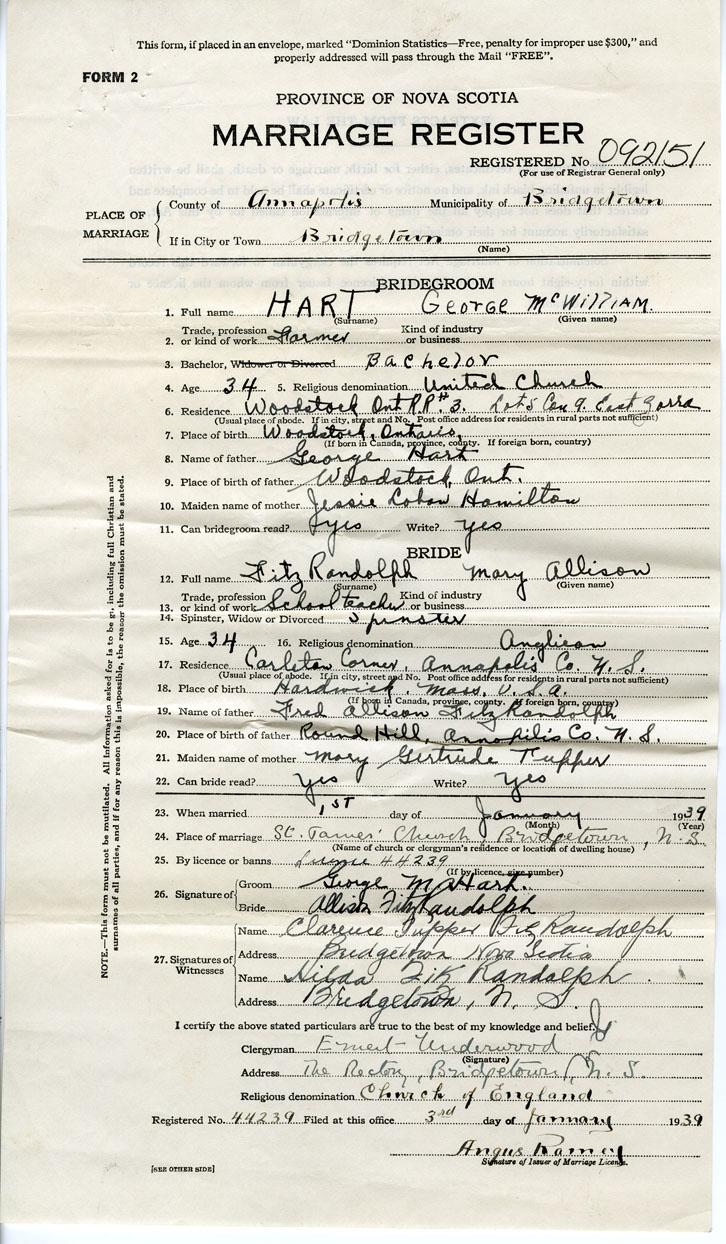 This form, if placed in an envelope, marked "Dominion Statistics—Free, penalty for improper use $300," and
properly addressed will pass through the Mail "FREE".
FORM 2
PROVINCE OF NOVA SCOTIA
MARRIAGE REGISTER
REGISTERED No 092151
(For use of Registrar General only)
PLACE OF MARRIAGE
County of Annapolis Municipality of Bridgetown
If in City or Town Bridgetown
(Name)
BRIDEGROOM
1. Full name HART George McWilliam.
(Surname) (Given name)
2. Trade, profession or kind of work Farmer Kind of industry or business
3. Bachelor, Widower or Divorced Bachelor
4. Age 34 5. Religious denomination United Church
6. Residence Woodstock Ont R.R.#3. Lot 5 Con 9. East Zorra
(Usual place of abode. If in city, street and No. Post office address for residents in rural parts not sufficient)
7. Place of birth Woodstock, Ontario,
(If born in Canada, province, county. If foreign born, country)
8. Name of father George Hart
9. Place of birth of father Woodstock, Ont.
10. Maiden name of mother Jessie Hamilton
11. Can bridegroom read? yes Write? yes
BRIDE
12. Full name FitzRandolph Mary Allison
(Surname) (Given name)
13. Trade, profession or kind of work School teacher Kind of industry or business
14. Spinster, Widow or Divorced Spinster
15. Age 34 16. Religious denomination Anglican
17. Residence Carleton Corner, Annapolis Co. N. S.
(Usual place of abode. If in city, street and No. Post office address for residents in rural parts not sufficient)
18. Place of birth Hardwick. Mass. U.S.A.
(If born in Canada, province, county. If foreign born, country)
19. Name of father Fred Allison FitzRandolph
20. Place of birth of father Round Hill, Annapolis Co. N. S.
21. Maiden name of mother Mary Gertrude Tupper
22. Can bride read? Yes Write? Yes
23. When married 1st day of January 1939
(Month) (Year)
24. Place of marriage St. James' Church, Bridgetown, N.S.
(Name of church or clergyman's residence or location of dwelling house)
25. By licence or banns 44239
(If by licence, give number)
26. Signature of
Groom George M Hart.
Bride Allison FitzRandolph
27. Signatures of Witnesses
Name Clarence Tupper FitzRandolph
Address Bridgetown Nova Scotia
Name Hilda Fitz Randolph
Address Bridgetown, N. S.
I certify the above stated particulars are true to the best of my knowledge and belief.
Clergyman Ernest Underwood
(Signature)
Address The Rectory, Bridgetown, N. S.
Religious denomination Church of England
Registered No. 44239 Filed at this office 3rd day of January 1939
Angus Ramey
Signature of Issuer of Marriage Licence.
[SEE OTHER SIDE]
NOTE.—This form must not be mutilated. All information asked for is to be g, including full Christian and
surnames of all parties, and if for any reason this is impossible, the reason the omission must be stated.